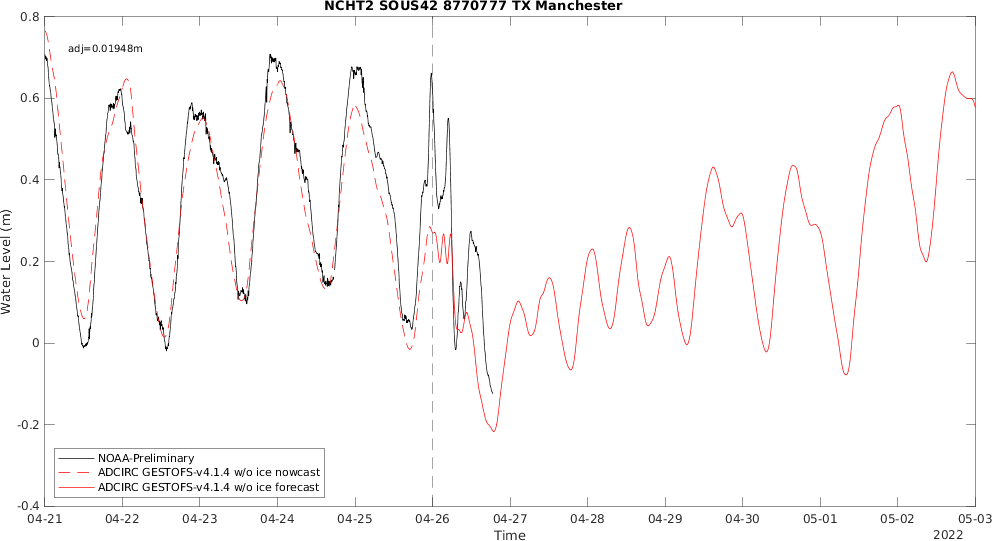 NCHT2 SOUS42 8770777 TX Manchester
adj=0.01948m
0.8
0.6
0.4
0.2
0
-0.2
-0.4
Water Level (m)
NOAA-Preliminary
ADCIRC GESTOFS-v4.1.4 w/o ice nowcast
ADCIRC GESTOFS-v4.1.4 w/o ice forecast
04-21 04-22 04-23 04-24 04-25 04-26 04-27 04-28 04-29 04-30 05-01 05-02 05-03
Time
2022